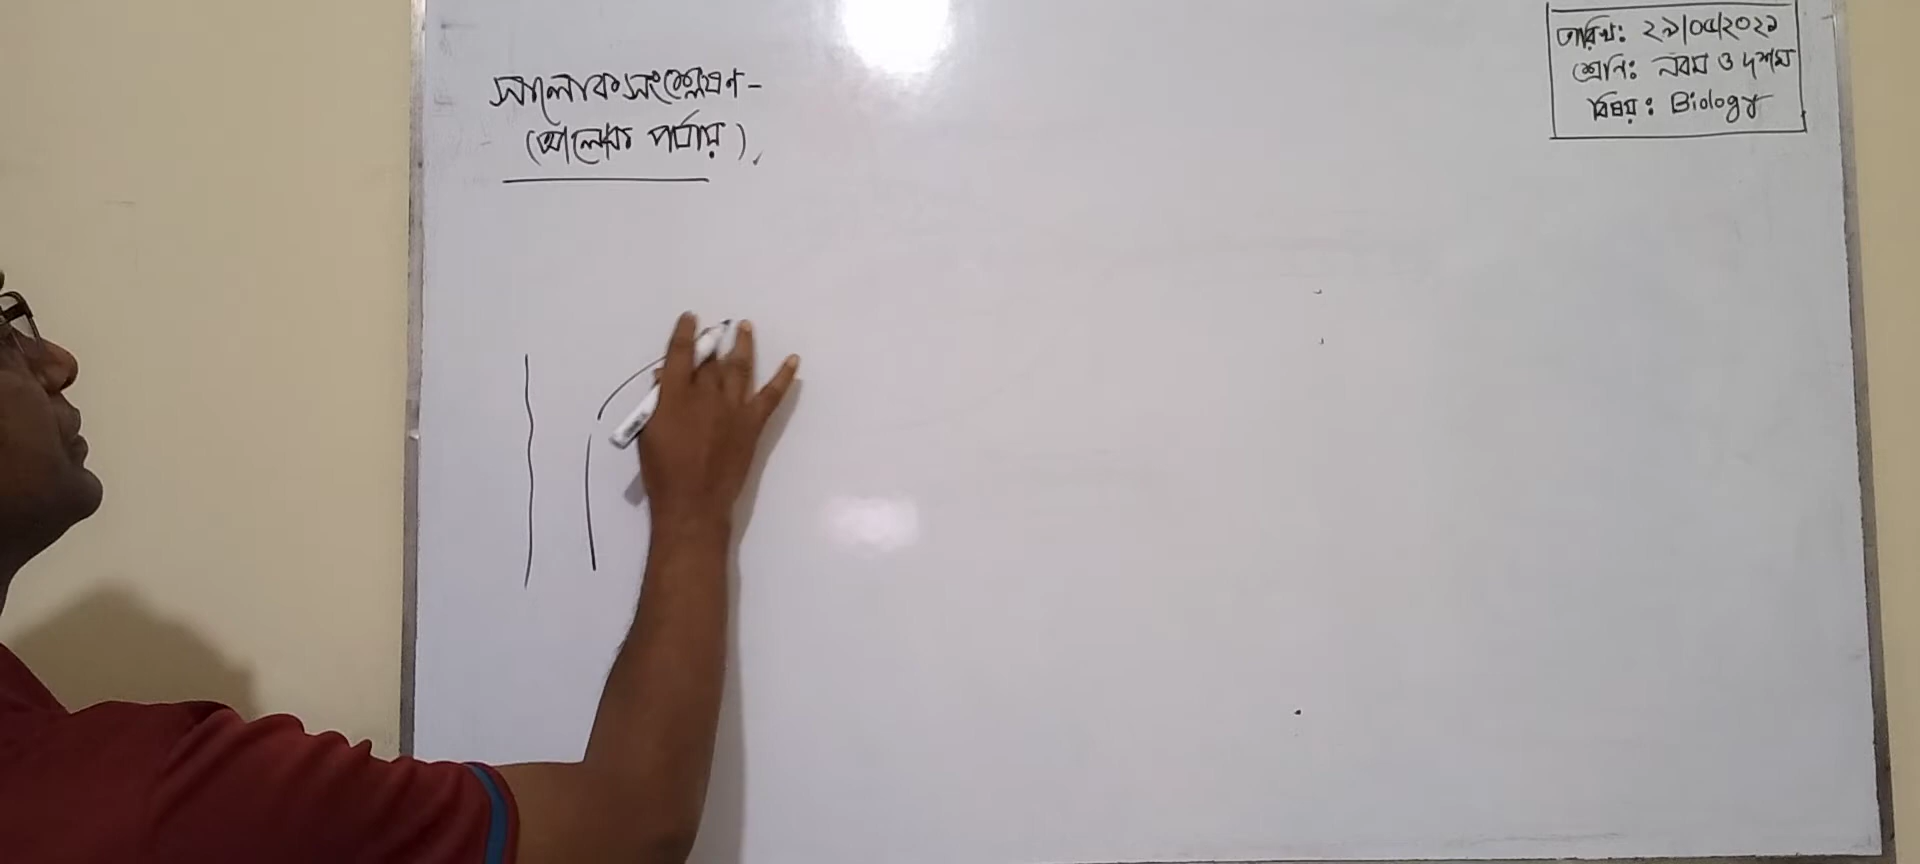 সালোকসংশ্লেষণ-
(আলোক পর্যায়).
তারিখ: ২৯/০৫/২০২১
শ্রেণি: নবম ও দশম
বিষয়: Biology